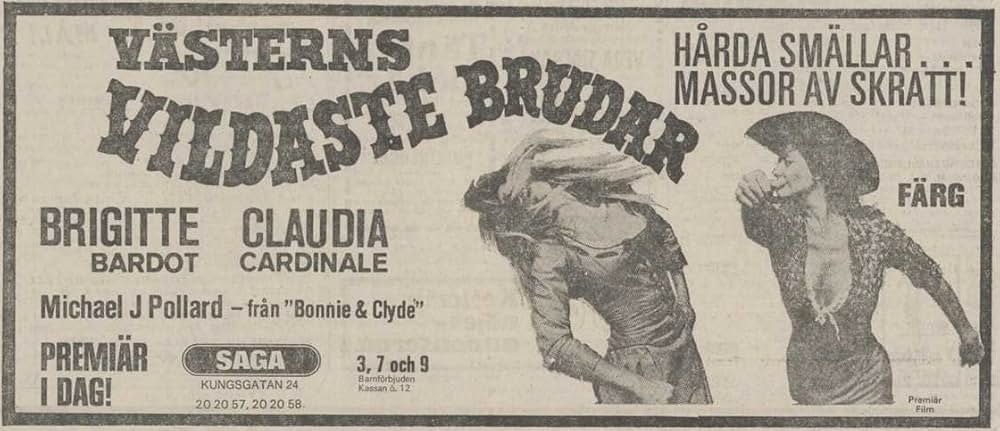 VÄSTERNS
VILDASTE BRUDAR
HÅRDA SMÄLLAR...
MASSOR AV SKRATT!
FÄRG
BRIGITTE
BARDOT
CLAUDIA
CARDINALE
Michael J Pollard – från "Bonnie & Clyde"
PREMIÄR
I DAG!
SAGA
KUNGSGATAN 24
20 20 57, 20 20 58.
3, 7 och 9
Barnförbjuden
Kassan ö. 12
Premiär
Film